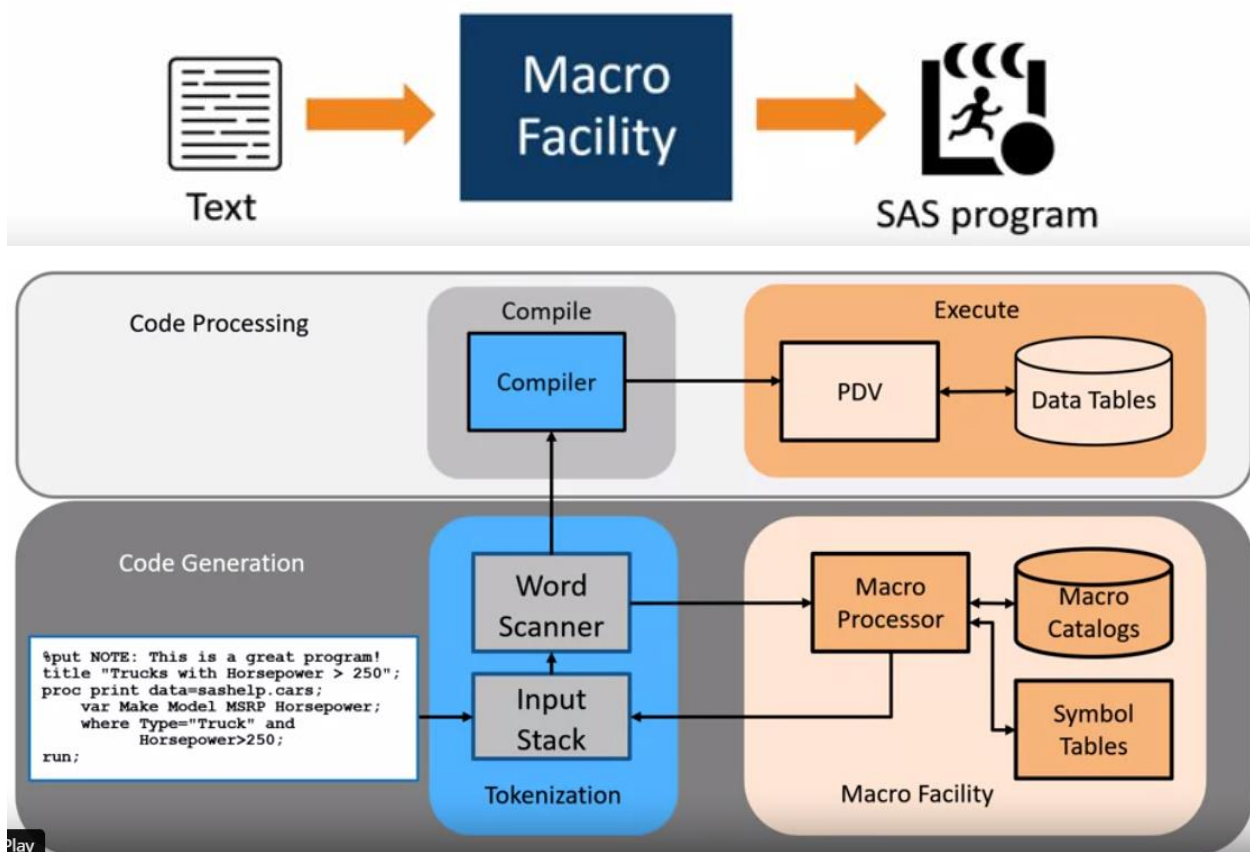 Text
Macro
Facility
SAS program
Code Processing
Compile
Compiler
Execute
PDV
Data Tables
Code Generation
%put NOTE: This is a great program!
title "Trucks with Horsepower > 250";
proc print data=sashelp.cars;
var Make Model MSRP Horsepower;
where Type="Truck" and
Horsepower>250;
run;
Word
Scanner
Input
Stack
Tokenization
Macro
Processor
Macro
Catalogs
Symbol
Tables
Macro Facility
Play